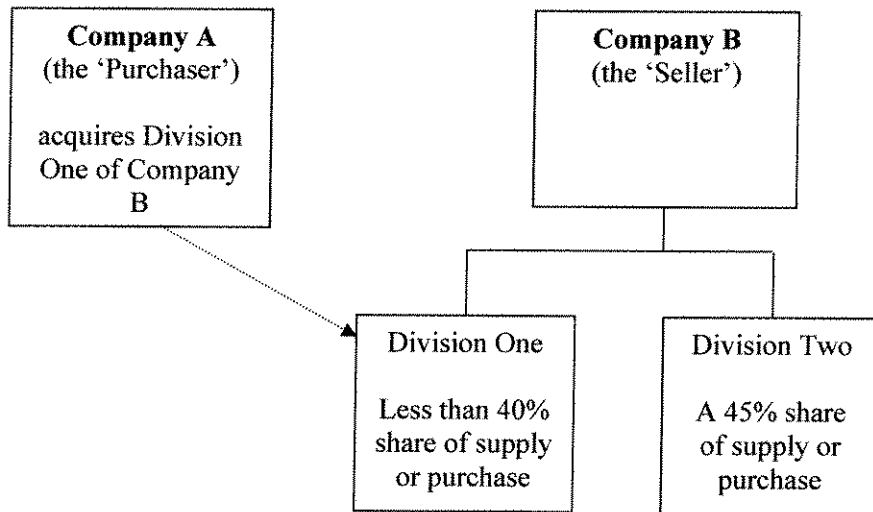 Company A
(the ‘Purchaser’)
acquires Division
One of Company
B
Company B
(the ‘Seller’)
Division One
Less than 40%
share of supply
or purchase
Division Two
A 45% share
of supply or
purchase